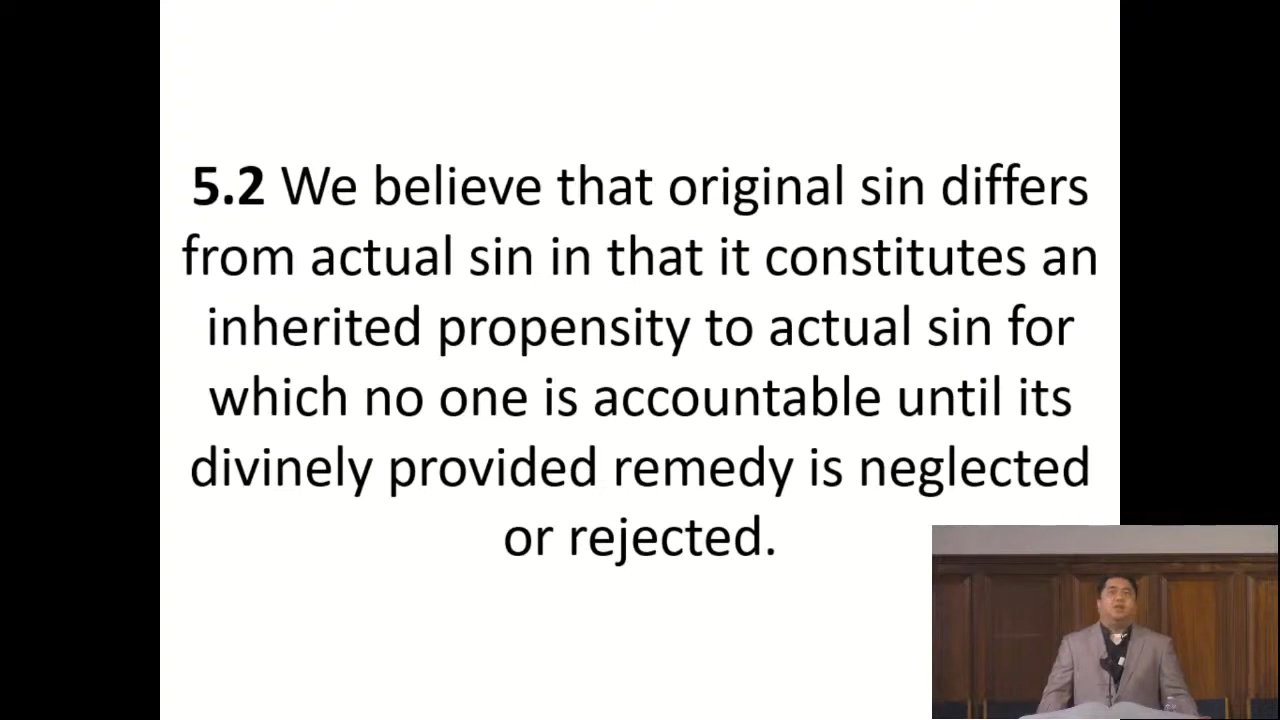 5.2 We believe that original sin differs
from actual sin in that it constitutes an
inherited propensity to actual sin for
which no one is accountable until its
divinely provided remedy is neglected
or rejected.